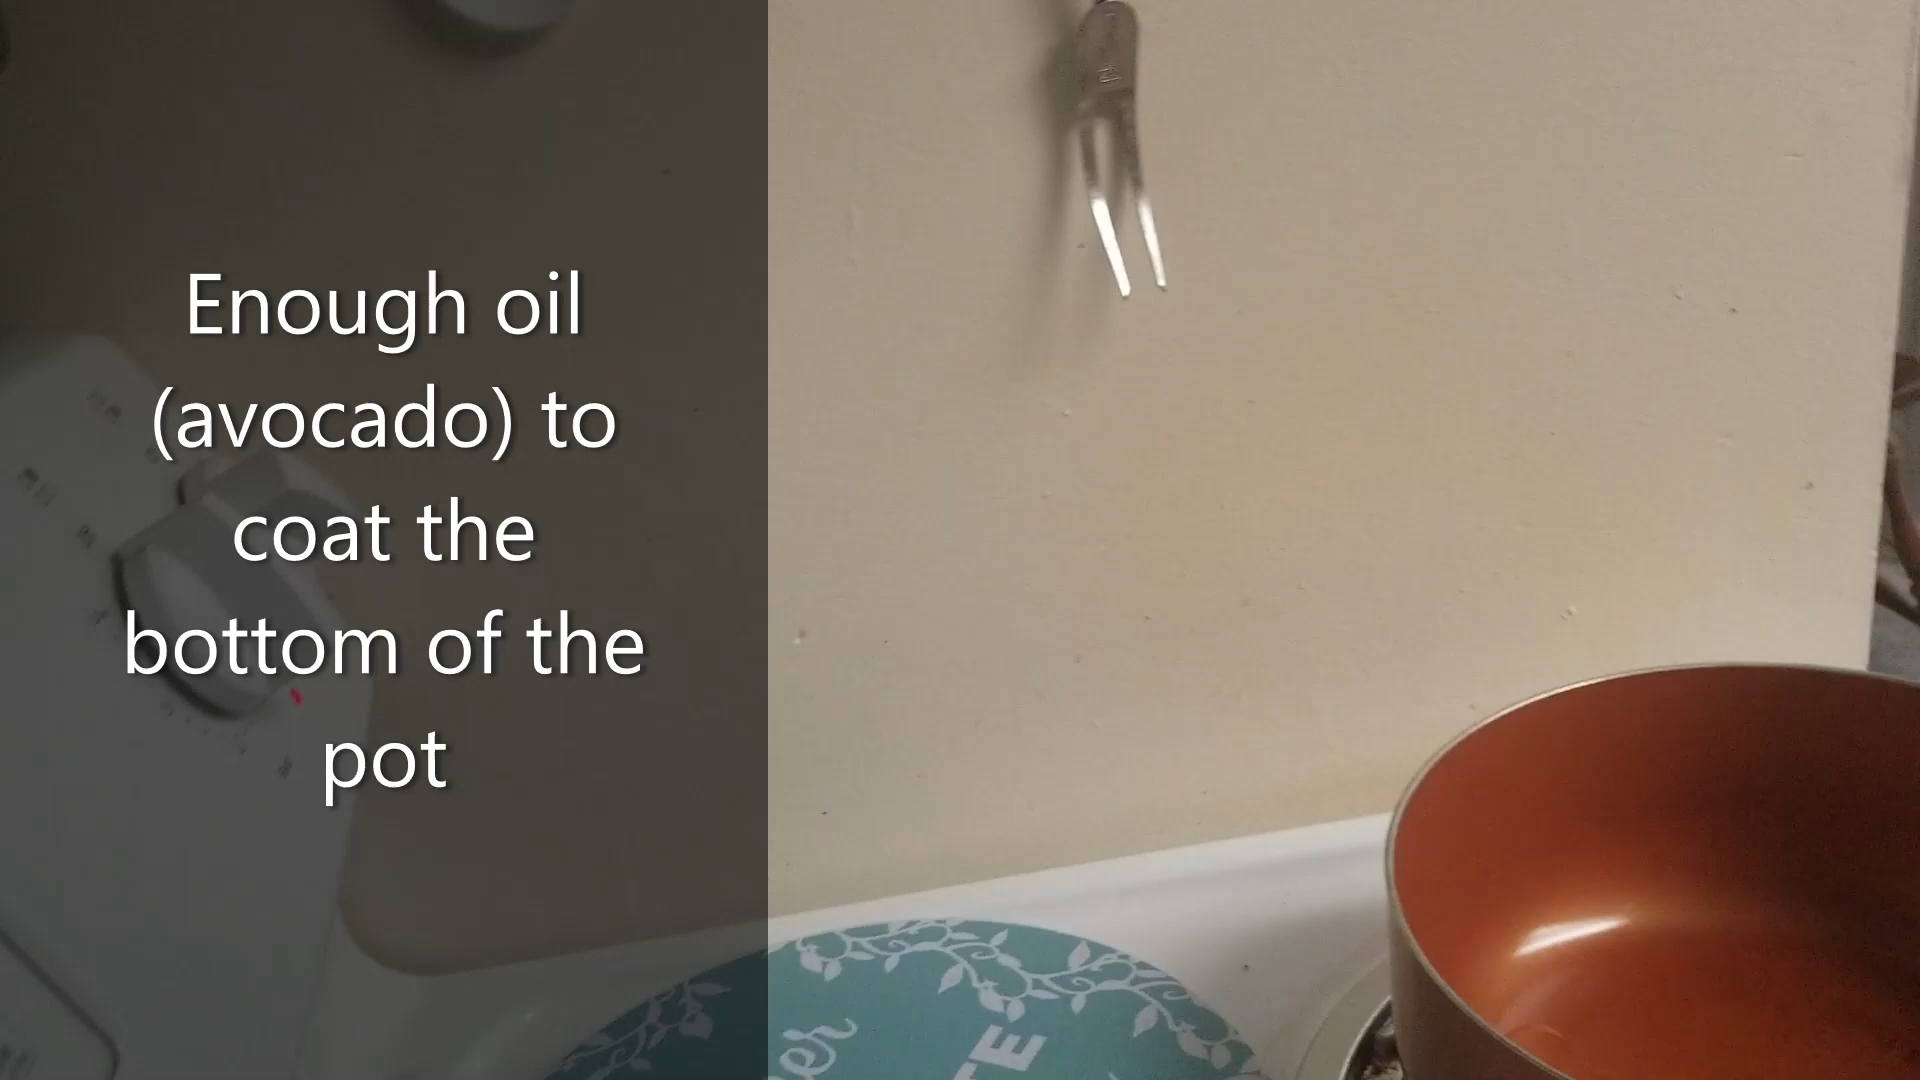 Enough oil
(avocado) to
coat the
bottom of the
pot